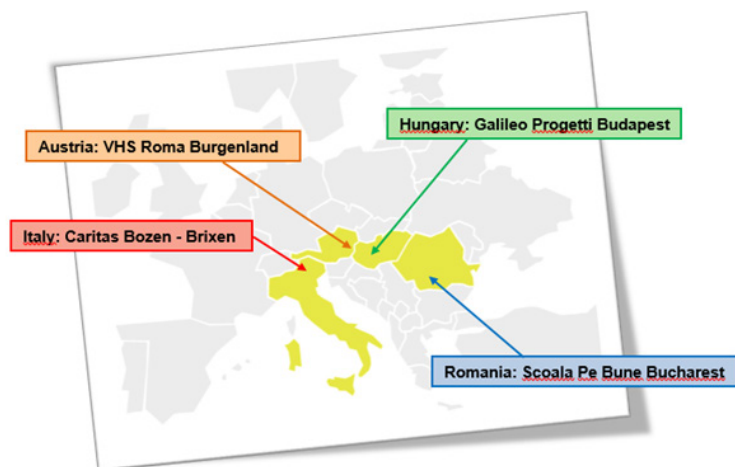 Hungary: Galileo Progetti Budapest
Austria: VHS Roma Burgenland
Italy: Caritas Bozen - Brixen
Romania: Scoala Pe Bune Bucharest